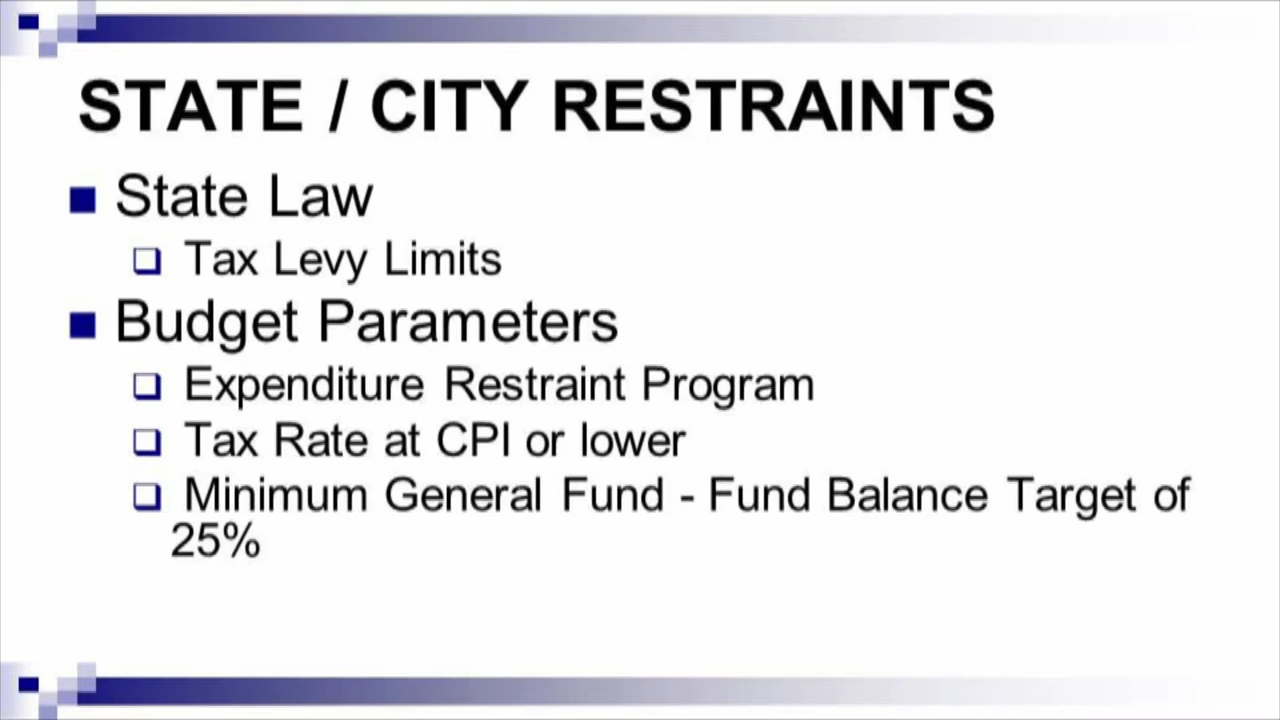 STATE / CITY RESTRAINTS
State Law
Tax Levy Limits
Budget Parameters
Expenditure Restraint Program
Tax Rate at CPI or lower
Minimum General Fund - Fund Balance Target of
25%